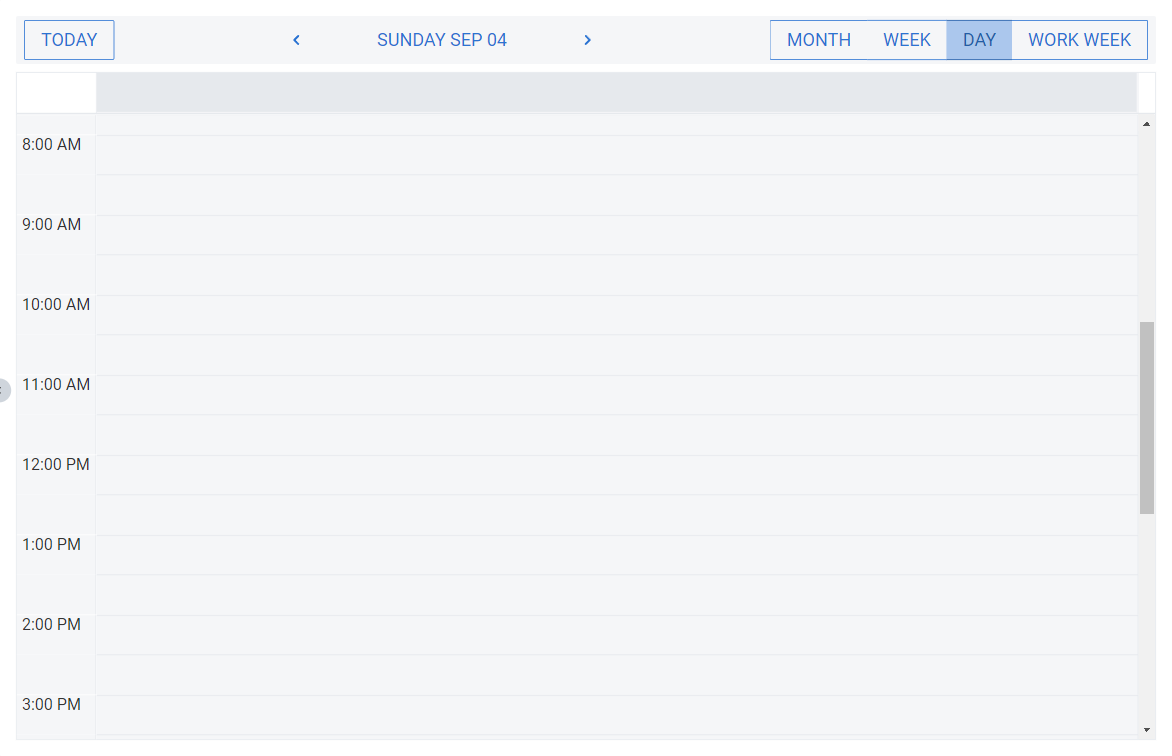 TODAY
SUNDAY SEP 04
MONTH
WEEK
DAY
WORK WEEK
8:00 AM
9:00 AM
10:00 AM
11:00 AM
12:00 PM
1:00 PM
2:00 PM
3:00 PM